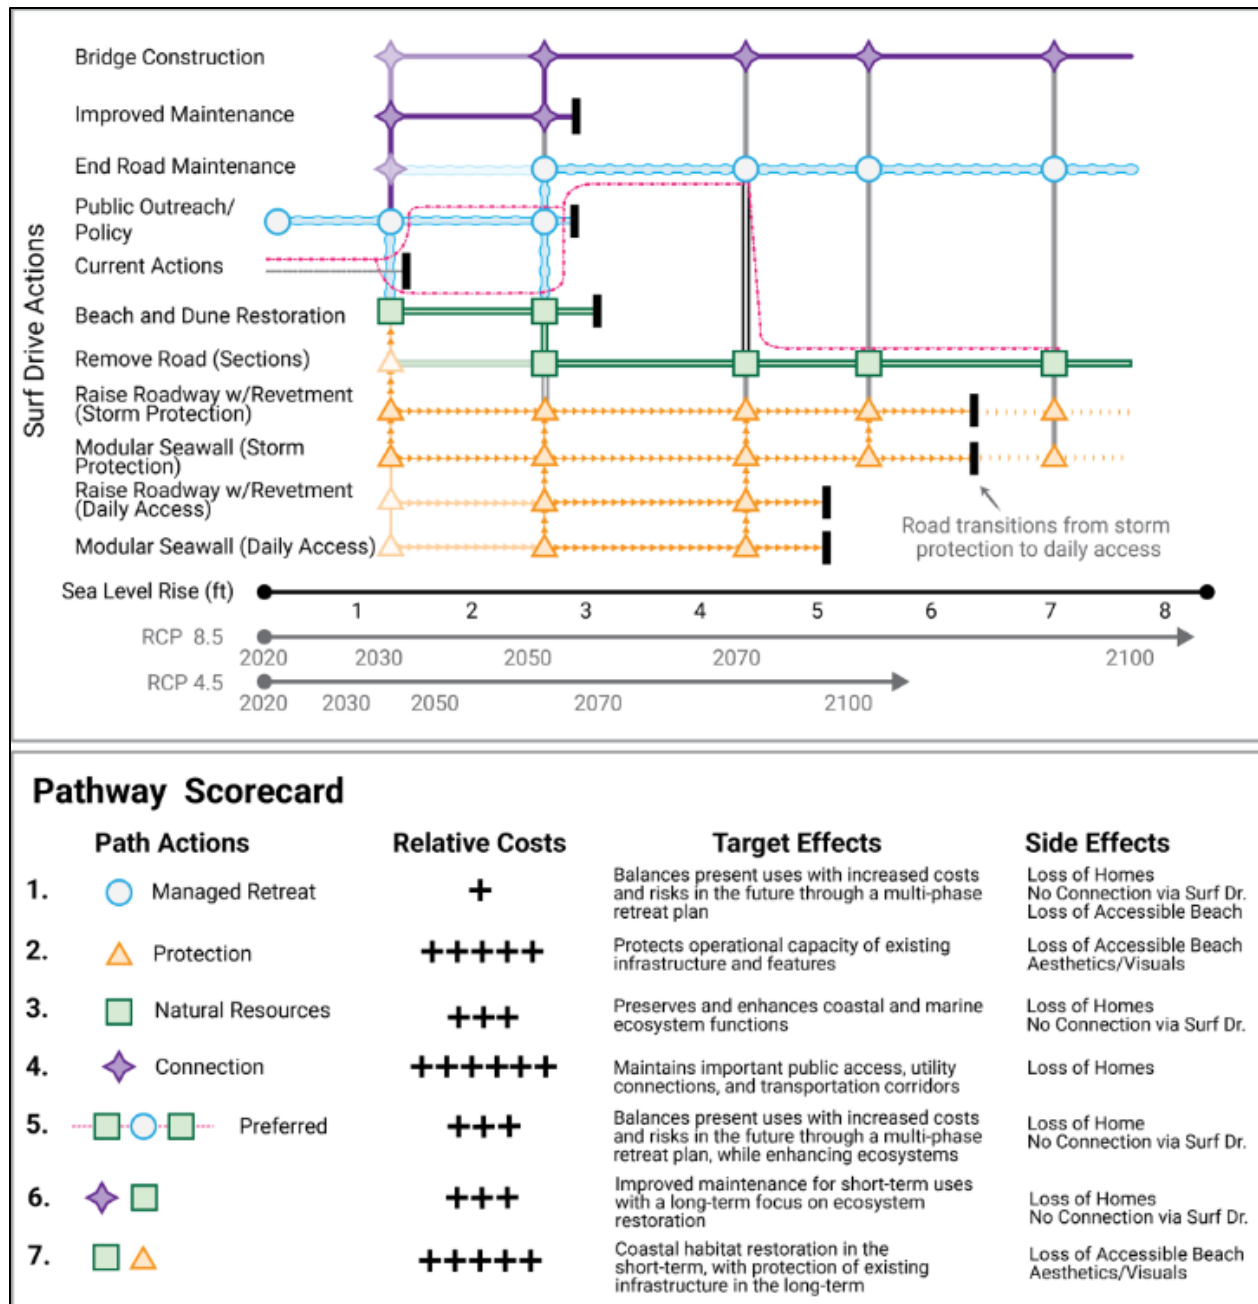 Surf Drive Actions
Bridge Construction
Improved Maintenance
End Road Maintenance
Public Outreach/
Policy
Current Actions
Beach and Dune Restoration
Remove Road (Sections)
Raise Roadway w/Revetment
(Storm Protection)
Modular Seawall (Storm
Protection)
Raise Roadway w/Revetment
(Daily Access)
Modular Seawall (Daily Access)
Road transitions from storm
protection to daily access
Sea Level Rise (ft)
1 2 3 4 5 6 7 8
RCP 8.5
2020 2030 2050 2070 2100
RCP 4.5
2020 2030 2050 2070 2100
Pathway Scorecard
Path Actions Relative Costs Target Effects Side Effects
1. Managed Retreat +
Balances present uses with increased costs
and risks in the future through a multi-phase
retreat plan
Loss of Homes
No Connection via Surf Dr.
Loss of Accessible Beach
2. Protection +++++
Protects operational capacity of existing
infrastructure and features
Loss of Accessible Beach
Aesthetics/Visuals
3. Natural Resources +++
Preserves and enhances coastal and marine
ecosystem functions
Loss of Homes
No Connection via Surf Dr.
4. Connection ++++++
Maintains important public access, utility
connections, and transportation corridors
Loss of Homes
5. Preferred +++
Balances present uses with increased costs
and risks in the future through a multi-phase
retreat plan, while enhancing ecosystems
Loss of Home
No Connection via Surf Dr.
6. +++
Improved maintenance for short-term uses
with a long-term focus on ecosystem
restoration
Loss of Homes
No Connection via Surf Dr.
7. +++++
Coastal habitat restoration in the
short-term, with protection of existing
infrastructure in the long-term
Loss of Accessible Beach
Aesthetics/Visuals